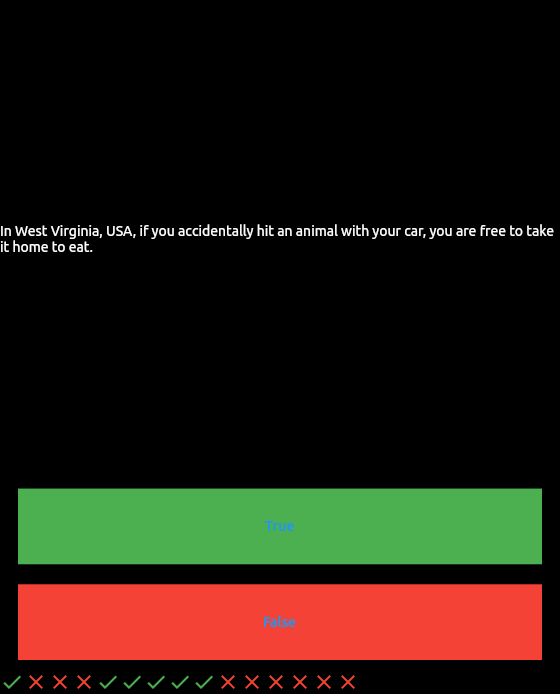 In West Virginia, USA, if you accidentally hit an animal with your car, you are free to take
it home to eat.
True
False